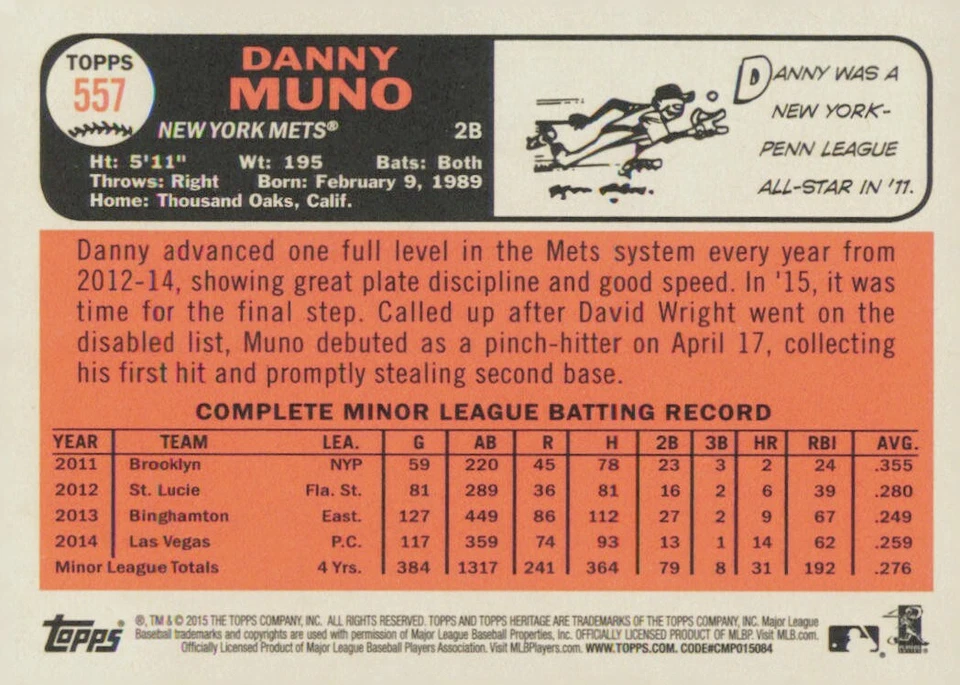 TOPPS
557
DANNY
MUNO
NEW YORK METS® 2B
Ht: 5'11" Wt: 195 Bats: Both
Throws: Right Born: February 9, 1989
Home: Thousand Oaks, Calif.
DANNY WAS A
NEW YORK-
PENN LEAGUE
ALL-STAR IN '11.
Danny advanced one full level in the Mets system every year from
2012-14, showing great plate discipline and good speed. In '15, it was
time for the final step. Called up after David Wright went on the
disabled list, Muno debuted as a pinch-hitter on April 17, collecting
his first hit and promptly stealing second base.
COMPLETE MINOR LEAGUE BATTING RECORD
YEAR TEAM LEA. G AB R H 2B 3B HR RBI AVG.
2011 Brooklyn NYP 59 220 45 78 23 3 2 24 .355
2012 St. Lucie Fla. St. 81 289 36 81 16 2 6 39 .280
2013 Binghamton East. 127 449 86 112 27 2 9 67 .249
2014 Las Vegas P.C. 117 359 74 93 13 1 14 62 .259
Minor League Totals 4 Yrs. 384 1317 241 364 79 8 31 192 .276
Topps®
®, TM & © 2015 THE TOPPS COMPANY, INC. ALL RIGHTS RESERVED. TOPPS AND TOPPS HERITAGE ARE TRADEMARKS OF THE TOPPS COMPANY, INC. Major League
Baseball trademarks and copyrights are used with permission of Major League Baseball Properties, Inc. OFFICIALLY LICENSED PRODUCT OF MLBP. Visit MLB.com.
Officially Licensed Product of Major League Baseball Players Association. Visit MLBPlayers.com. WWW.TOPPS.COM. CODE#CMP015084